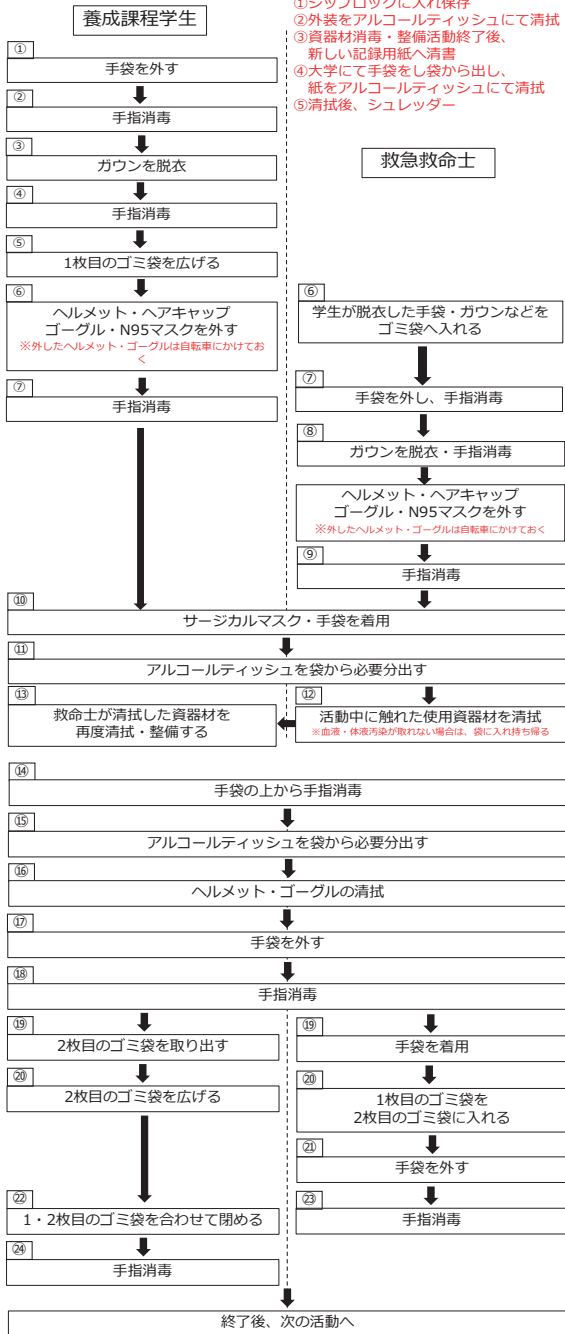 養成課程学生
①ジップロックに入れ保存
②外装をアルコールティッシュにて清拭
③資器材消毒・整備活動終了後、
新しい記録用紙へ清書
④大学にて手袋をし袋から出し、
紙をアルコールティッシュにて清拭
⑤清拭後、シュレッダー
救急救命士
①
手袋を外す
②
手指消毒
③
ガウンを脱衣
④
手指消毒
⑤
1枚目のゴミ袋を広げる
⑥
ヘルメット・ヘアキャップ
ゴーグル・N95マスクを外す
※外したヘルメット・ゴーグルは自転車にかけてお
く
⑥
学生が脱衣した手袋・ガウンなどを
ゴミ袋へ入れる
⑦
手指消毒
⑦
手袋を外し、手指消毒
⑧
ガウンを脱衣・手指消毒
ヘルメット・ヘアキャップ
ゴーグル・N95マスクを外す
※外したヘルメット・ゴーグルは自転車にかけておく
⑨
手指消毒
⑩
サージカルマスク・手袋を着用
⑪
アルコールティッシュを袋から必要分出す
⑬
救命士が清拭した資器材を
再度清拭・整備する
⑫
活動中に触れた使用資器材を清拭
※血液・体液汚染が取れない場合は、袋に入れ持ち帰る
⑭
手袋の上から手指消毒
⑮
アルコールティッシュを袋から必要分出す
⑯
ヘルメット・ゴーグルの清拭
⑰
手袋を外す
⑱
手指消毒
⑲
2枚目のゴミ袋を取り出す
⑲
手袋を着用
⑳
2枚目のゴミ袋を広げる
⑳
1枚目のゴミ袋を
2枚目のゴミ袋に入れる
㉑
手袋を外す
㉒
1・2枚目のゴミ袋を合わせて閉める
㉓
手指消毒
㉔
手指消毒
終了後、次の活動へ